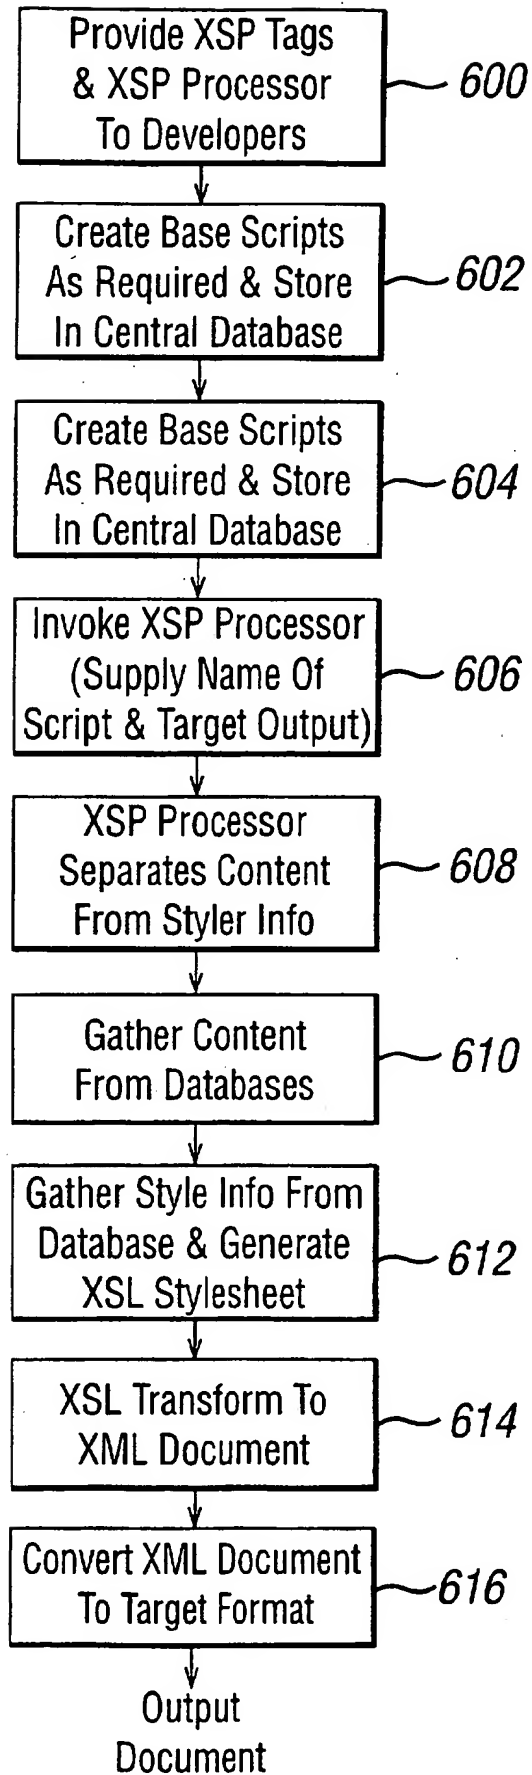 Provide XSP Tags
& XSP Processor
To Developers
600
Create Base Scripts
As Required & Store
In Central Database
602
Create Base Scripts
As Required & Store
In Central Database
604
Invoke XSP Processor
(Supply Name Of
Script & Target Output)
606
XSP Processor
Separates Content
From Styler Info
608
Gather Content
From Databases
610
Gather Style Info From
Database & Generate
XSL Stylesheet
612
XSL Transform To
XML Document
614
Convert XML Document
To Target Format
616
Output
Document